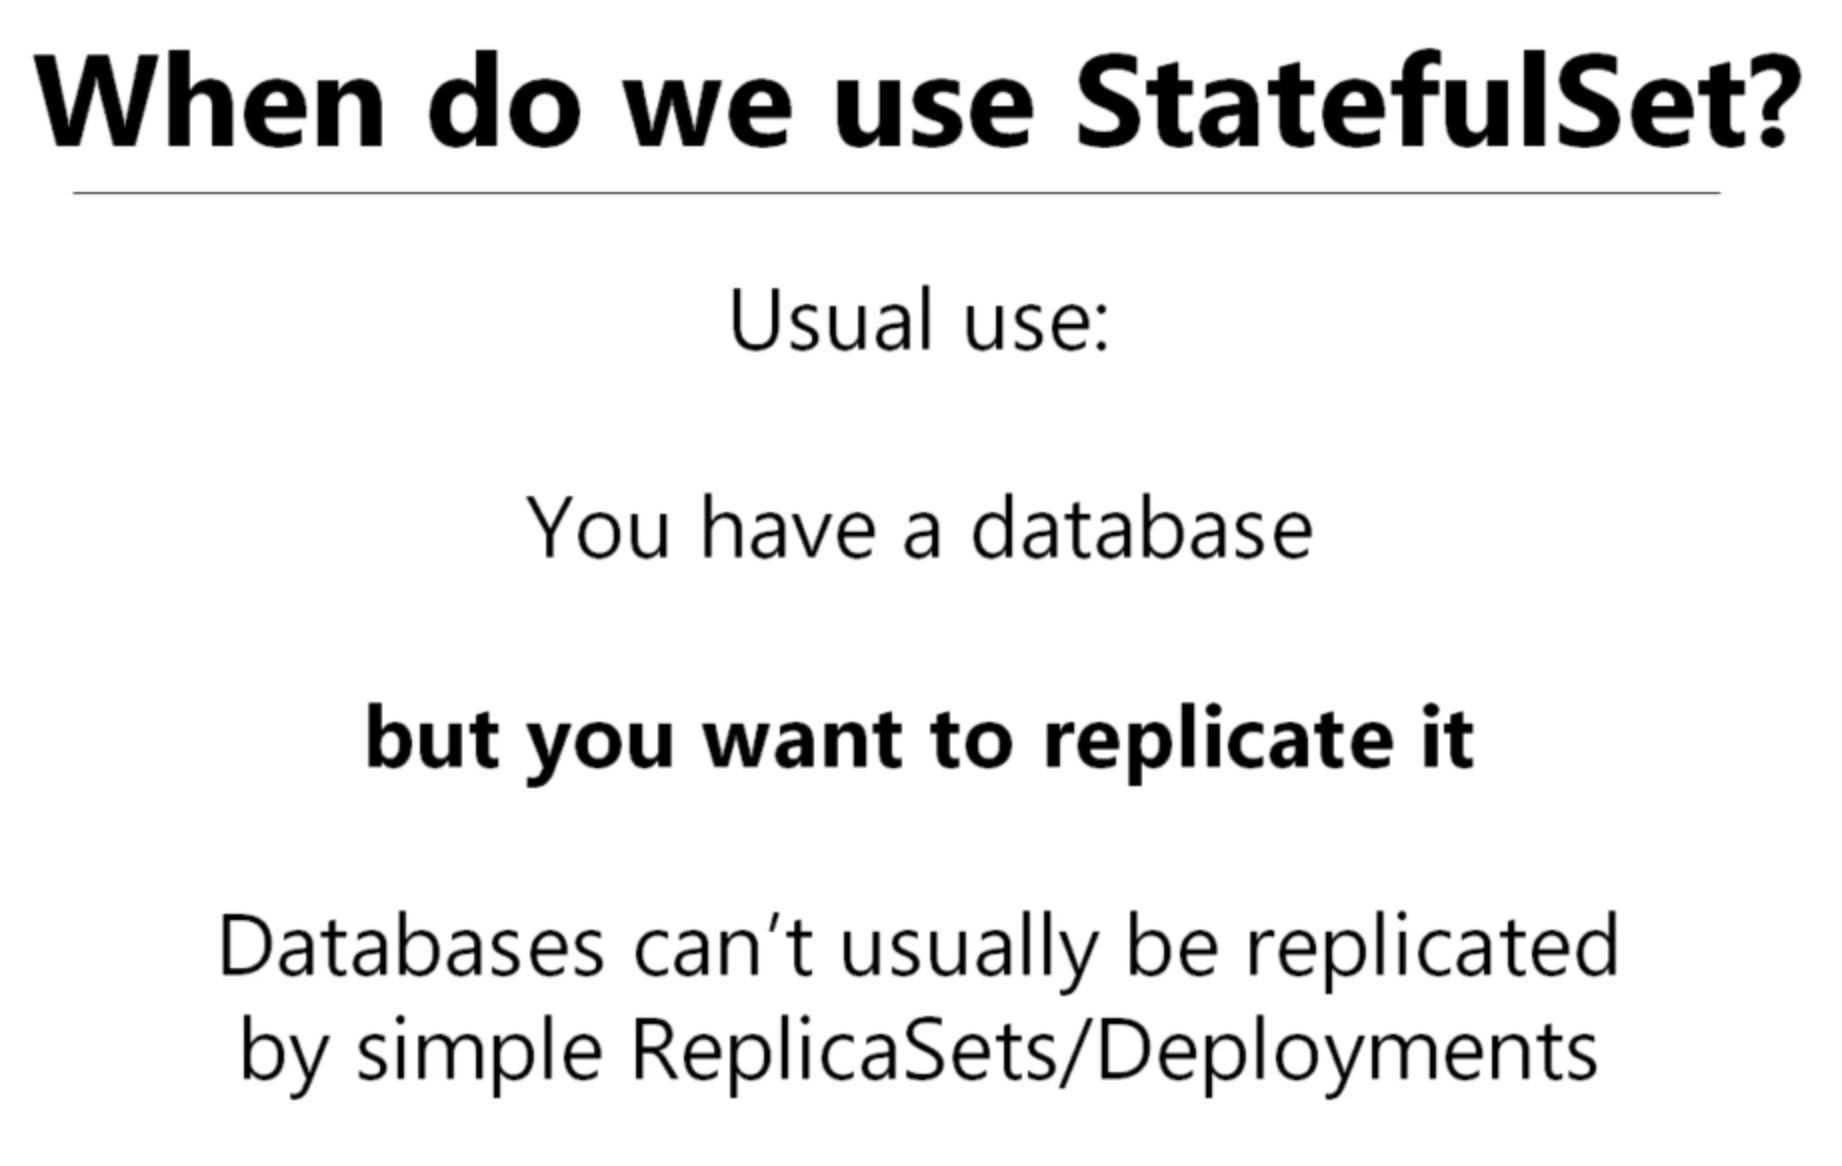 When do we use StatefulSet?
Usual use:
You have a database
but you want to replicate it
Databases can’t usually be replicated
by simple ReplicaSets/Deployments